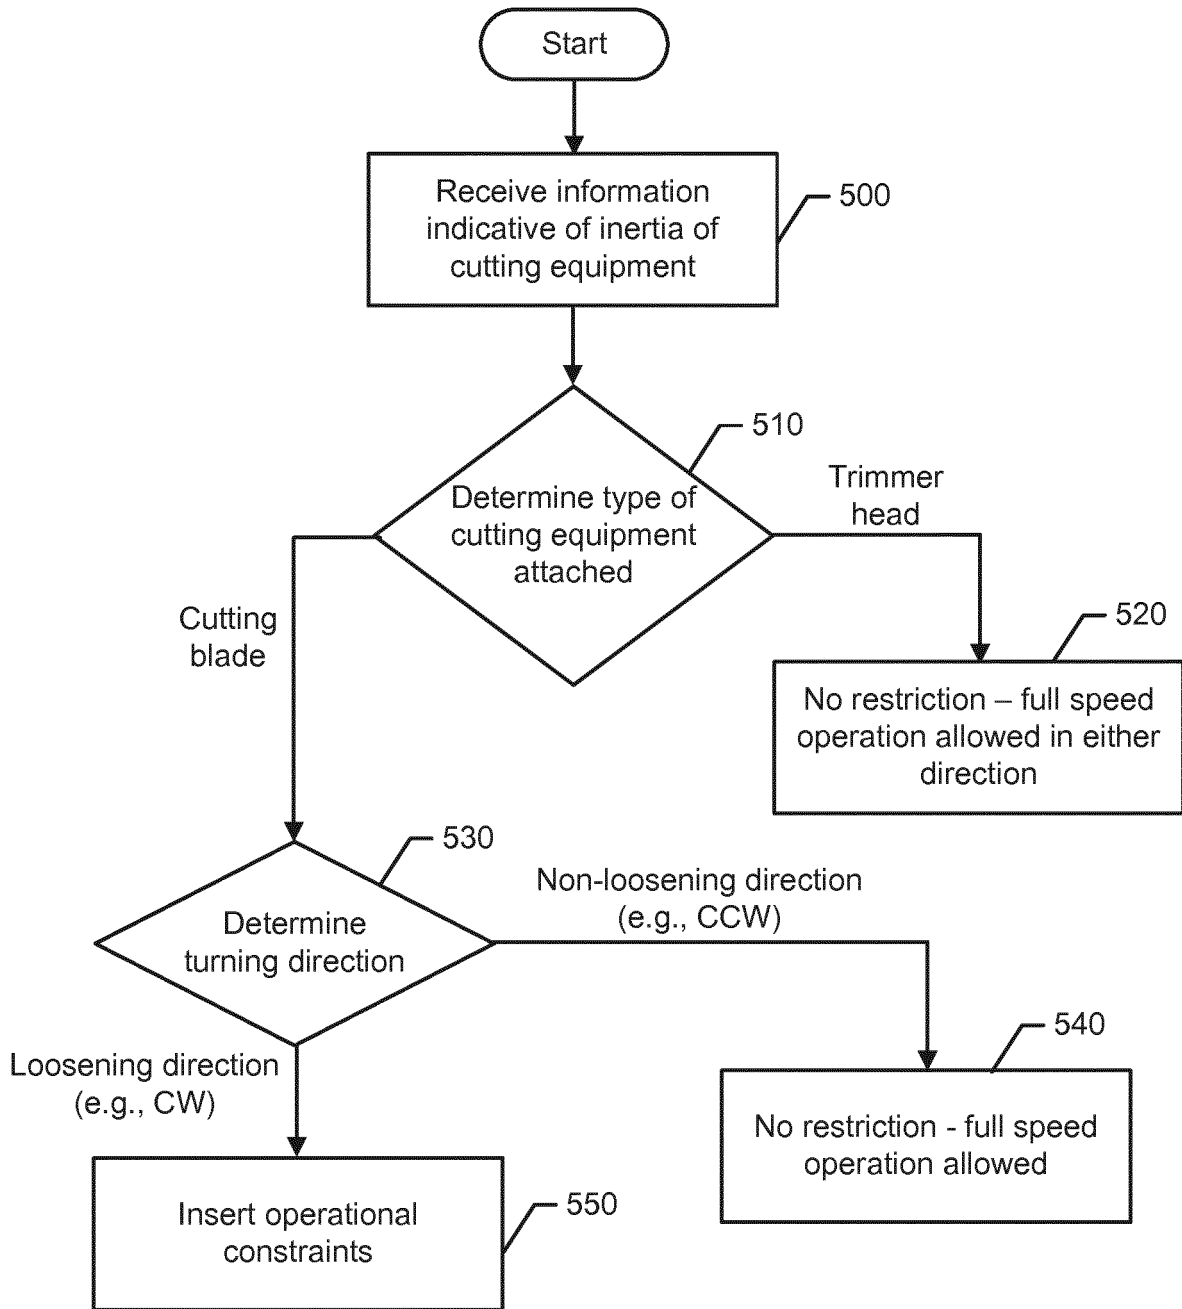 Start
Receive information
indicative of inertia of
cutting equipment
500
510
Determine type of
cutting equipment
attached
Trimmer
head
Cutting
blade
520
No restriction – full speed
operation allowed in either
direction
530
Determine
turning direction
Non-loosening direction
(e.g., CCW)
540
No restriction - full speed
operation allowed
Loosening direction
(e.g., CW)
Insert operational
constraints
550